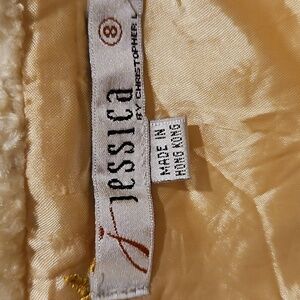 J
jessica
BY CHRISTOPHER L
8
MADE IN
HONG KONG